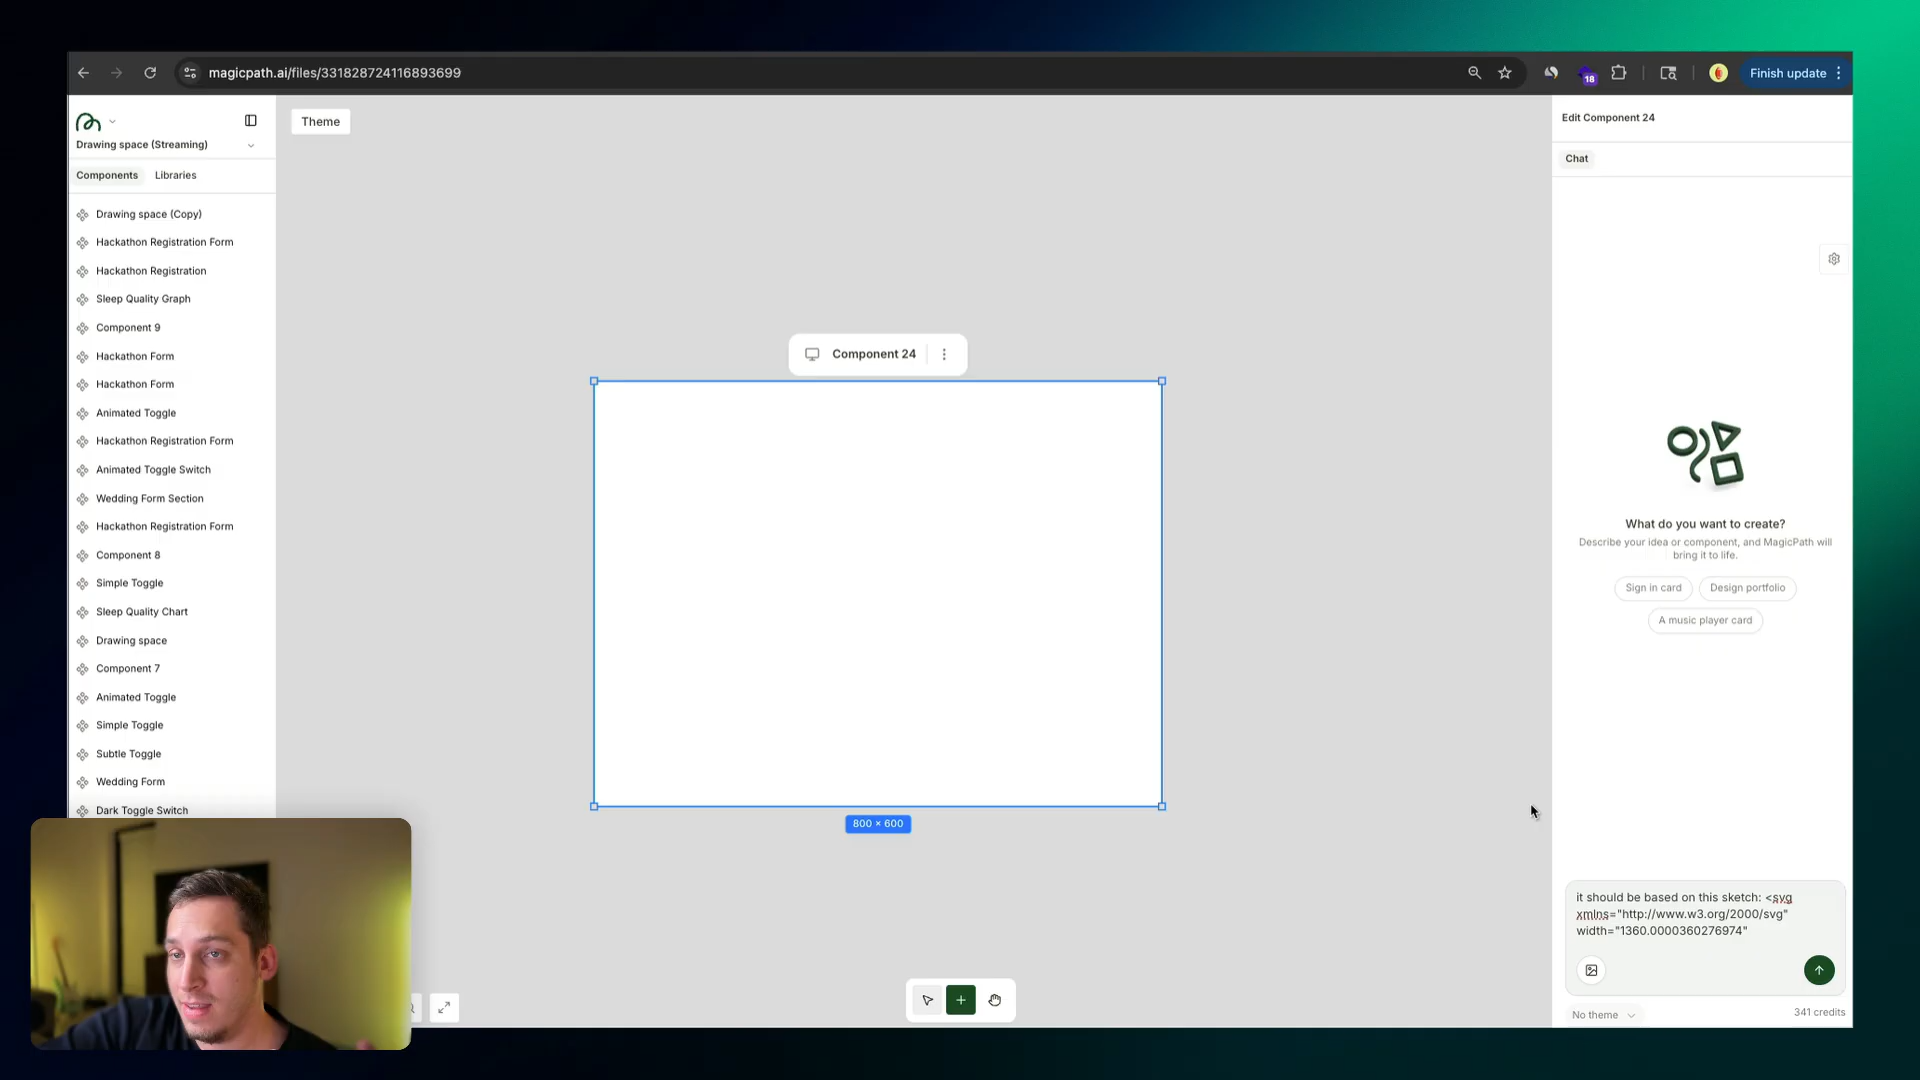 magicpath.ai/files/331828724116893699
18
Finish update
Drawing space (Streaming)
Components
Libraries
Drawing space (Copy)
Hackathon Registration Form
Hackathon Registration
Sleep Quality Graph
Component 9
Hackathon Form
Hackathon Form
Animated Toggle
Hackathon Registration Form
Animated Toggle Switch
Wedding Form Section
Hackathon Registration Form
Component 8
Simple Toggle
Sleep Quality Chart
Drawing space
Component 7
Animated Toggle
Simple Toggle
Subtle Toggle
Wedding Form
Dark Toggle Switch
Theme
Component 24
800 × 600
Edit Component 24
Chat
What do you want to create?
Describe your idea or component, and MagicPath will
bring it to life.
Sign in card
Design portfolio
A music player card
it should be based on this sketch: <svg
xmlns="http://www.w3.org/2000/svg"
width="1360.0000360276974"
No theme
341 credits